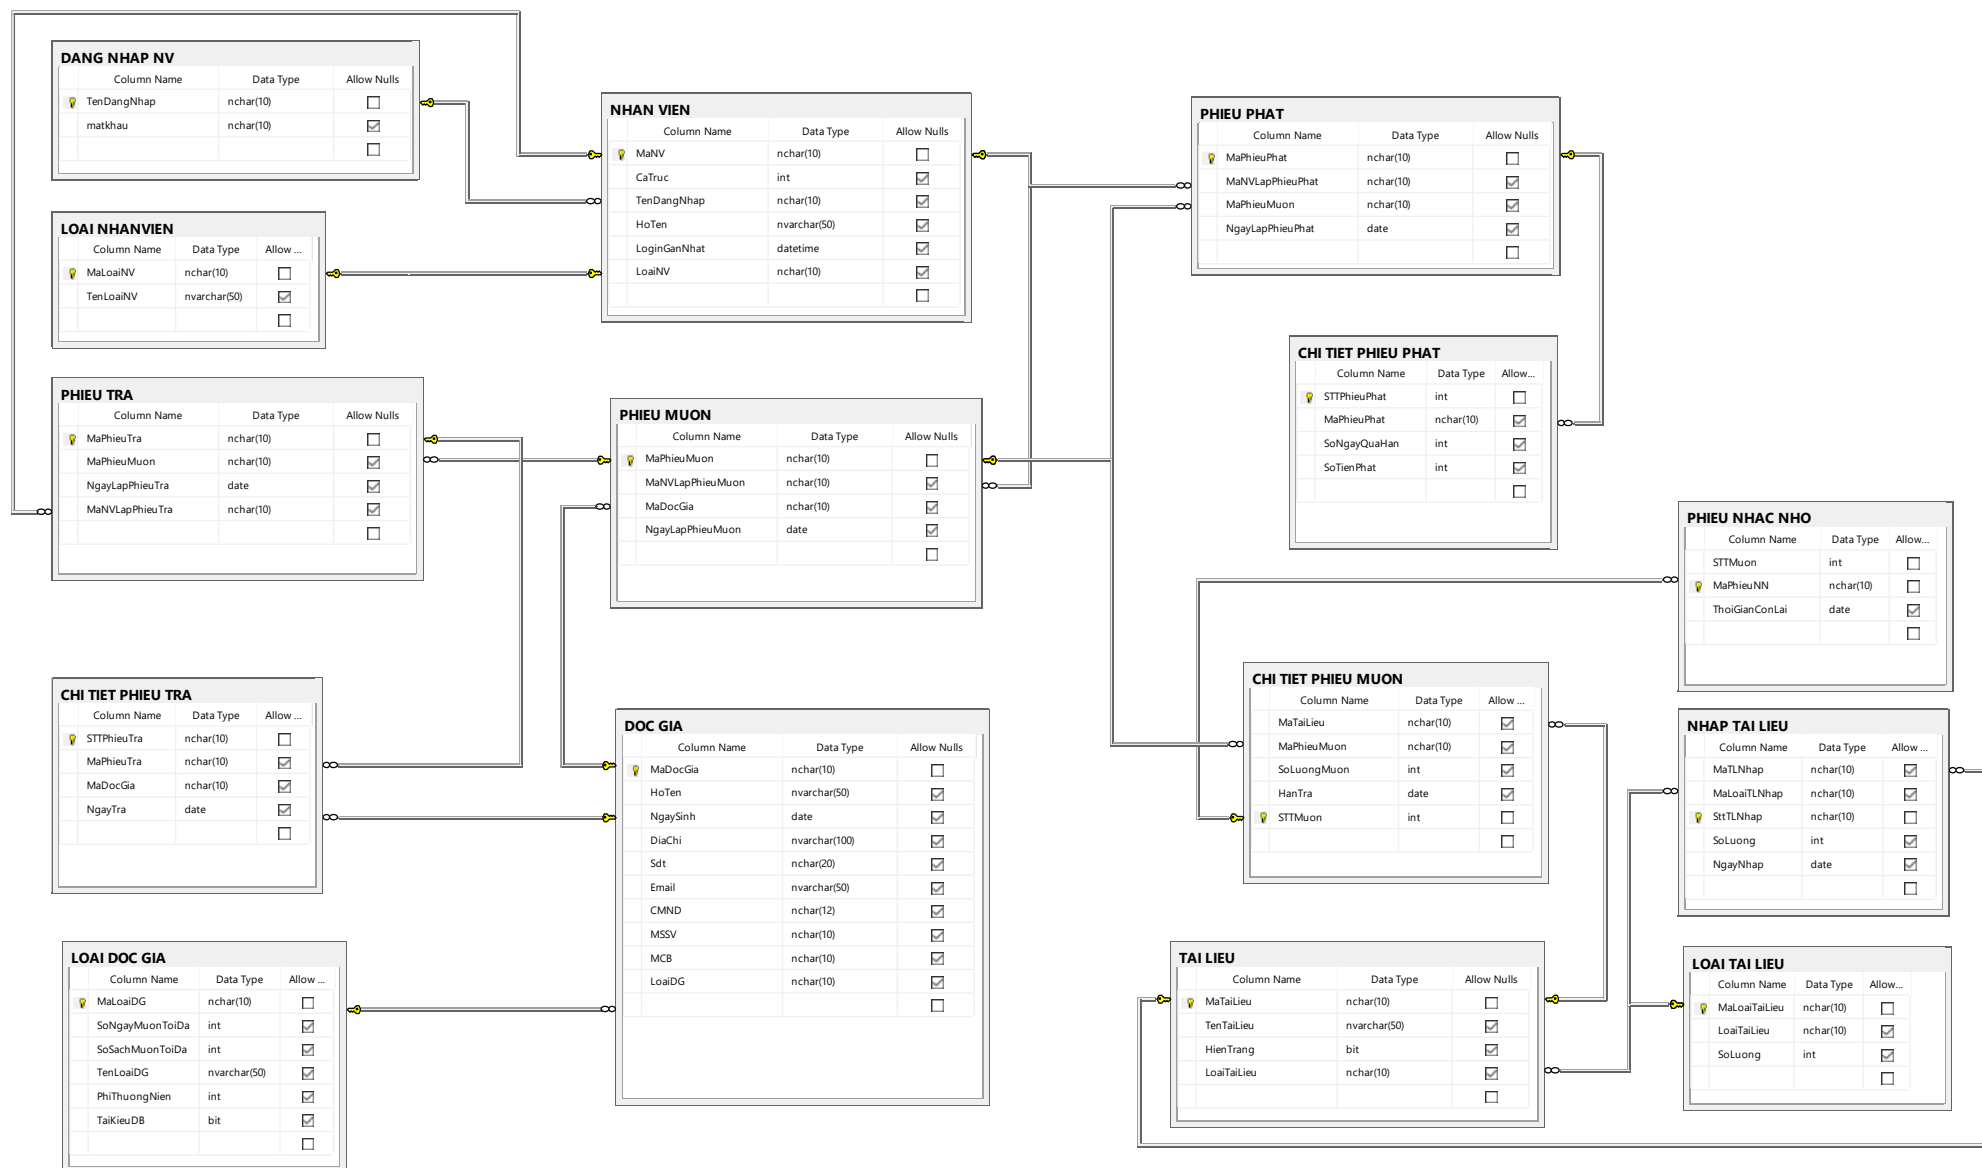 DANG NHAP NV
Column Name Data Type Allow Nulls
TenDangNhap nchar(10)
matkhau nchar(10)
LOAI NHANVIEN
Column Name Data Type Allow ...
MaLoaiNV nchar(10)
TenLoaiNV nvarchar(50)
PHIEU TRA
Column Name Data Type Allow Nulls
MaPhieuTra nchar(10)
MaPhieuMuon nchar(10)
NgayLapPhieuTra date
MaNVLapPhieuTra nchar(10)
CHI TIET PHIEU TRA
Column Name Data Type Allow ...
STTPhieuTra nchar(10)
MaPhieuTra nchar(10)
MaDocGia nchar(10)
NgayTra date
LOAI DOC GIA
Column Name Data Type Allow ...
MaLoaiDG nchar(10)
SoNgayMuonToiDa int
SoSachMuonToiDa int
TenLoaiDG nvarchar(50)
PhiThuongNien int
TaiKieuDB bit
NHAN VIEN
Column Name Data Type Allow Nulls
MaNV nchar(10)
CaTruc int
TenDangNhap nchar(10)
HoTen nvarchar(50)
LoginGanNhat datetime
LoaiNV nchar(10)
PHIEU MUON
Column Name Data Type Allow Nulls
MaPhieuMuon nchar(10)
MaNVLapPhieuMuon nchar(10)
MaDocGia nchar(10)
NgayLapPhieuMuon date
DOC GIA
Column Name Data Type Allow Nulls
MaDocGia nchar(10)
HoTen nvarchar(50)
NgaySinh date
DiaChi nvarchar(100)
Sdt nchar(20)
Email nvarchar(50)
CMND nchar(12)
MSSV nchar(10)
MCB nchar(10)
LoaiDG nchar(10)
PHIEU PHAT
Column Name Data Type Allow Nulls
MaPhieuPhat nchar(10)
MaNVLapPhieuPhat nchar(10)
MaPhieuMuon nchar(10)
NgayLapPhieuPhat date
CHI TIET PHIEU PHAT
Column Name Data Type Allow...
STTPhieuPhat int
MaPhieuPhat nchar(10)
SoNgayQuaHan int
SoTienPhat int
PHIEU NHAC NHO
Column Name Data Type Allow...
STTMuon int
MaPhieuNN nchar(10)
ThoiGianConLai date
CHI TIET PHIEU MUON
Column Name Data Type Allow ...
MaTaiLieu nchar(10)
MaPhieuMuon nchar(10)
SoLuongMuon int
HanTra date
STTMuon int
NHAP TAI LIEU
Column Name Data Type Allow ...
MaTLNhap nchar(10)
MaLoaiTLNhap nchar(10)
SttTLNhap nchar(10)
SoLuong int
NgayNhap date
TAI LIEU
Column Name Data Type Allow Nulls
MaTaiLieu nchar(10)
TenTaiLieu nvarchar(50)
HienTrang bit
LoaiTaiLieu nchar(10)
LOAI TAI LIEU
Column Name Data Type Allow...
MaLoaiTaiLieu nchar(10)
LoaiTaiLieu nchar(10)
SoLuong int